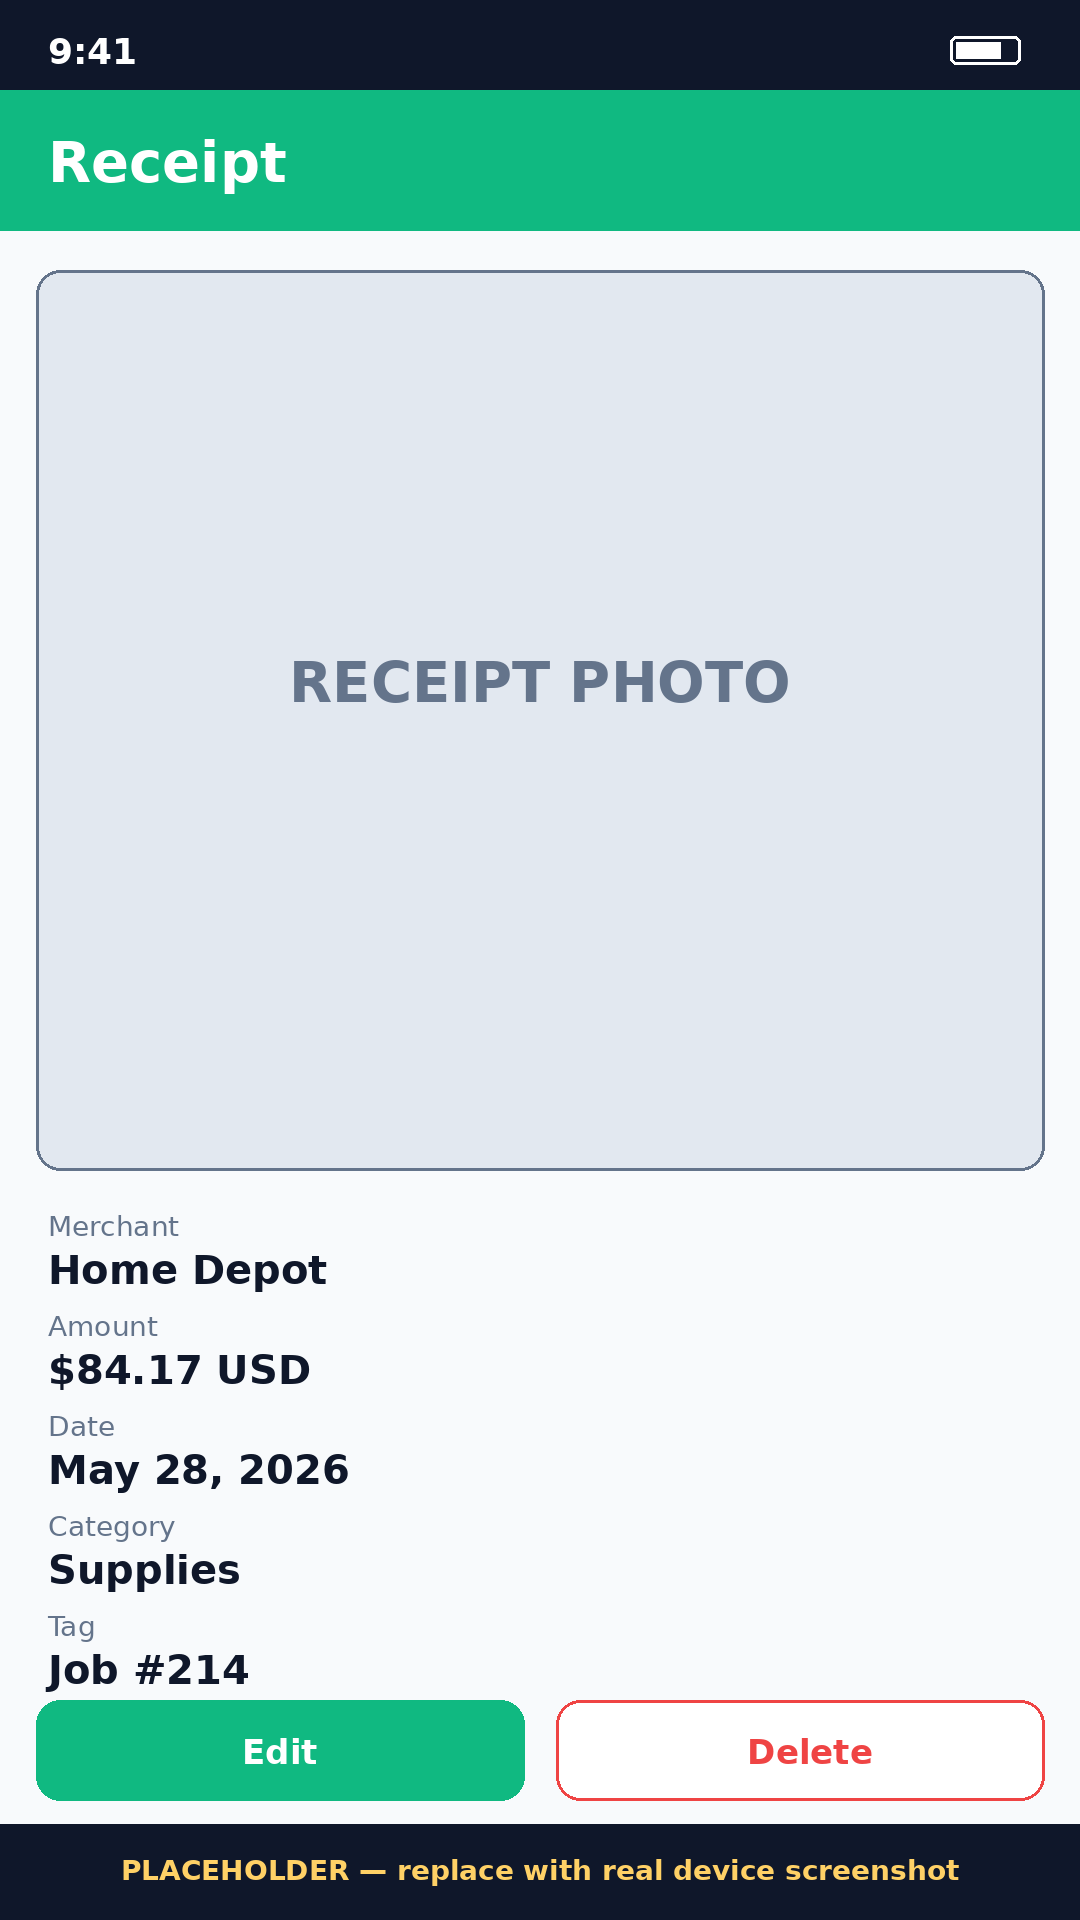 9:41
Receipt
RECEIPT PHOTO
Merchant
Home Depot
Amount
$84.17 USD
Date
May 28, 2026
Category
Supplies
Tag
Job #214
Edit
Delete
PLACEHOLDER — replace with real device screenshot